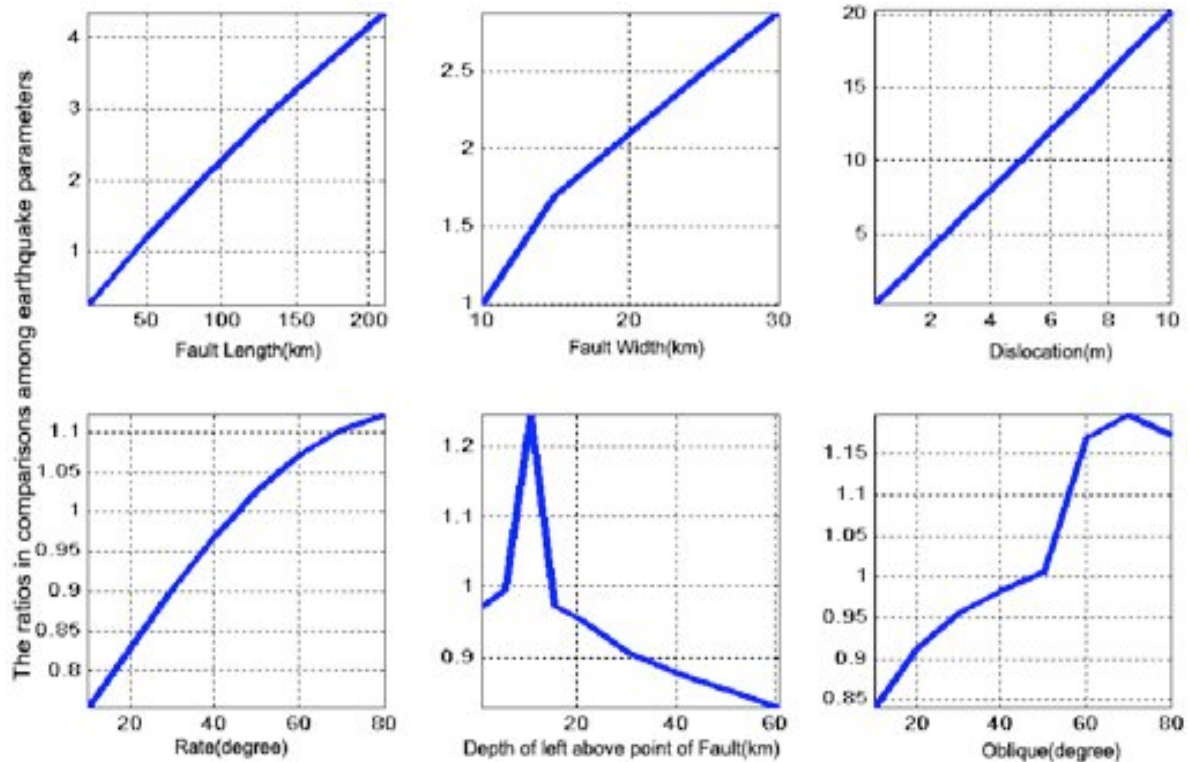 The ratios in comparisons among earthquake parameters
4
3
2
1
50 100 150 200
Fault Length(km)
2.5
2
1.5
1
10 20 30
Fault Width(km)
20
15
10
5
2 4 6 8 10
Dislocation(m)
1.1
1.05
1
0.95
0.9
0.85
0.8
20 40 60 80
Rate(degree)
1.2
1.1
1
0.9
20 40 60
Depth of left above point of Fault(km)
1.15
1.1
1.05
1
0.95
0.9
0.85
20 40 60 80
Oblique(degree)